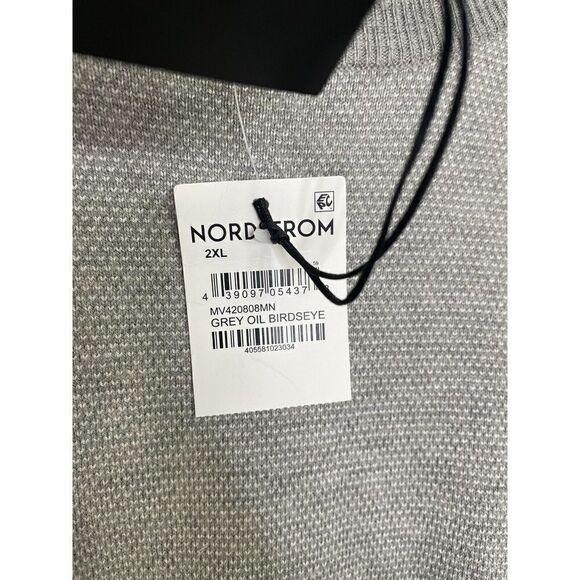 NORDSTROM
2XL
4 39097 05437
MV420808MN
GREY OIL BIRDSEYE
405581023034